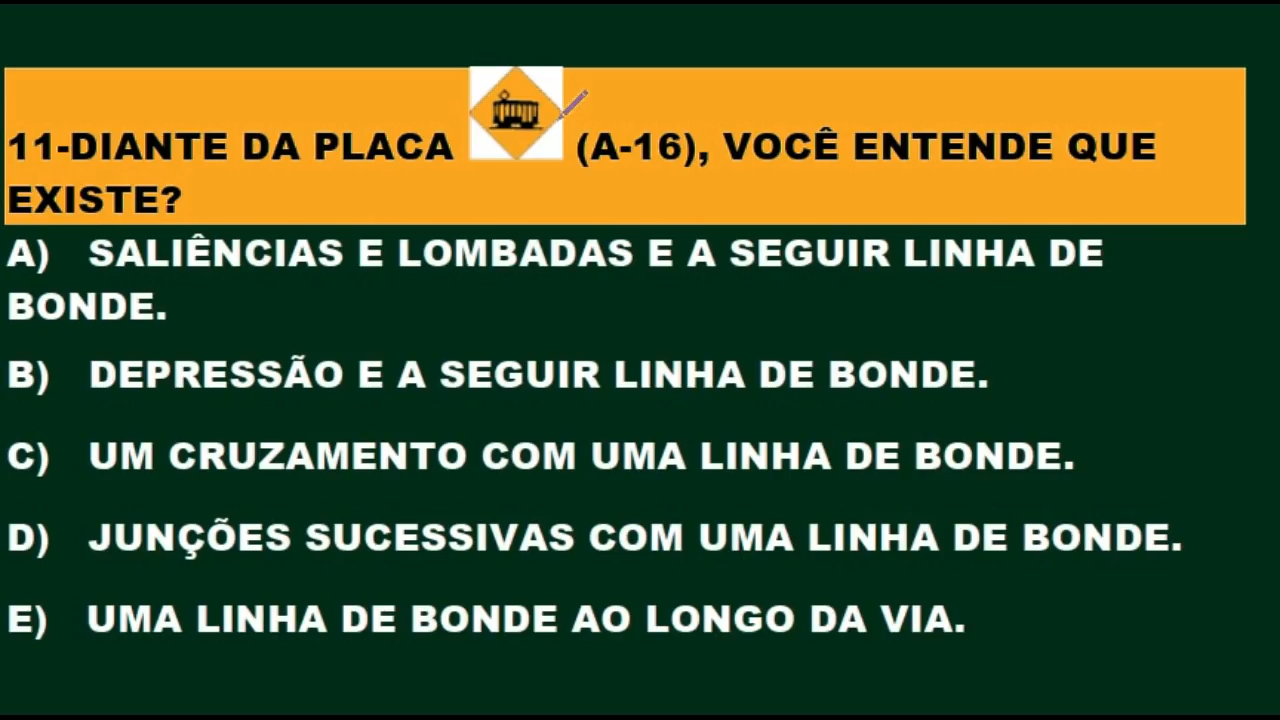 11-DIANTE DA PLACA (A-16), VOCÊ ENTENDE QUE
EXISTE?
A) SALIÊNCIAS E LOMBADAS E A SEGUIR LINHA DE
BONDE.
B) DEPRESSÃO E A SEGUIR LINHA DE BONDE.
C) UM CRUZAMENTO COM UMA LINHA DE BONDE.
D) JUNÇÕES SUCESSIVAS COM UMA LINHA DE BONDE.
E) UMA LINHA DE BONDE AO LONGO DA VIA.